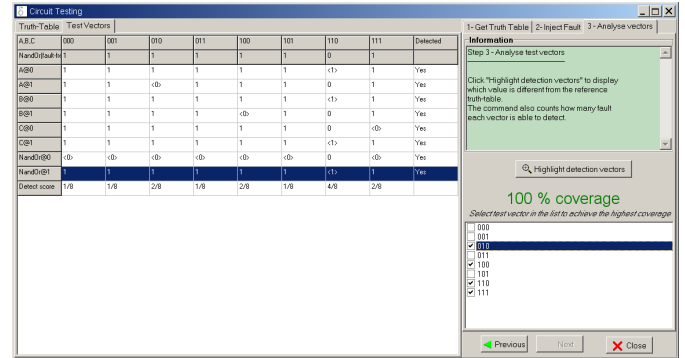 Circuit Testing
Truth-Table Test Vectors
A,B,C 000 001 010 011 100 101 110 111 Detected
NandOr(fault-fre 1 1 1 1 1 1 0 1
A@0 1 1 1 1 1 1 <1> 1 Yes
A@1 1 1 <0> 1 1 1 0 1 Yes
B@0 1 1 1 1 1 1 <1> 1 Yes
B@1 1 1 1 1 <0> 1 0 1 Yes
C@0 1 1 1 1 1 1 0 <0> Yes
C@1 1 1 1 1 1 1 <1> 1 Yes
NandOr@0 <0> <0> <0> <0> <0> <0> 0 <0> Yes
NandOr@1 1 1 1 1 1 1 <1> 1 Yes
Detect score 1/8 1/8 2/8 1/8 2/8 1/8 4/8 2/8
1- Get Truth Table 2- Inject Fault 3 - Analyse vectors
Information
Step 3 - Analyse test vectors
Click "Highlight detection vectors" to display
which value is different from the reference
truth-table.
The command also counts how many fault
each vector is able to detect.
Highlight detection vectors
100 % coverage
Select test vector in the list to achieve the highest coverage
000
001
010
011
100
101
110
111
Previous Next Close